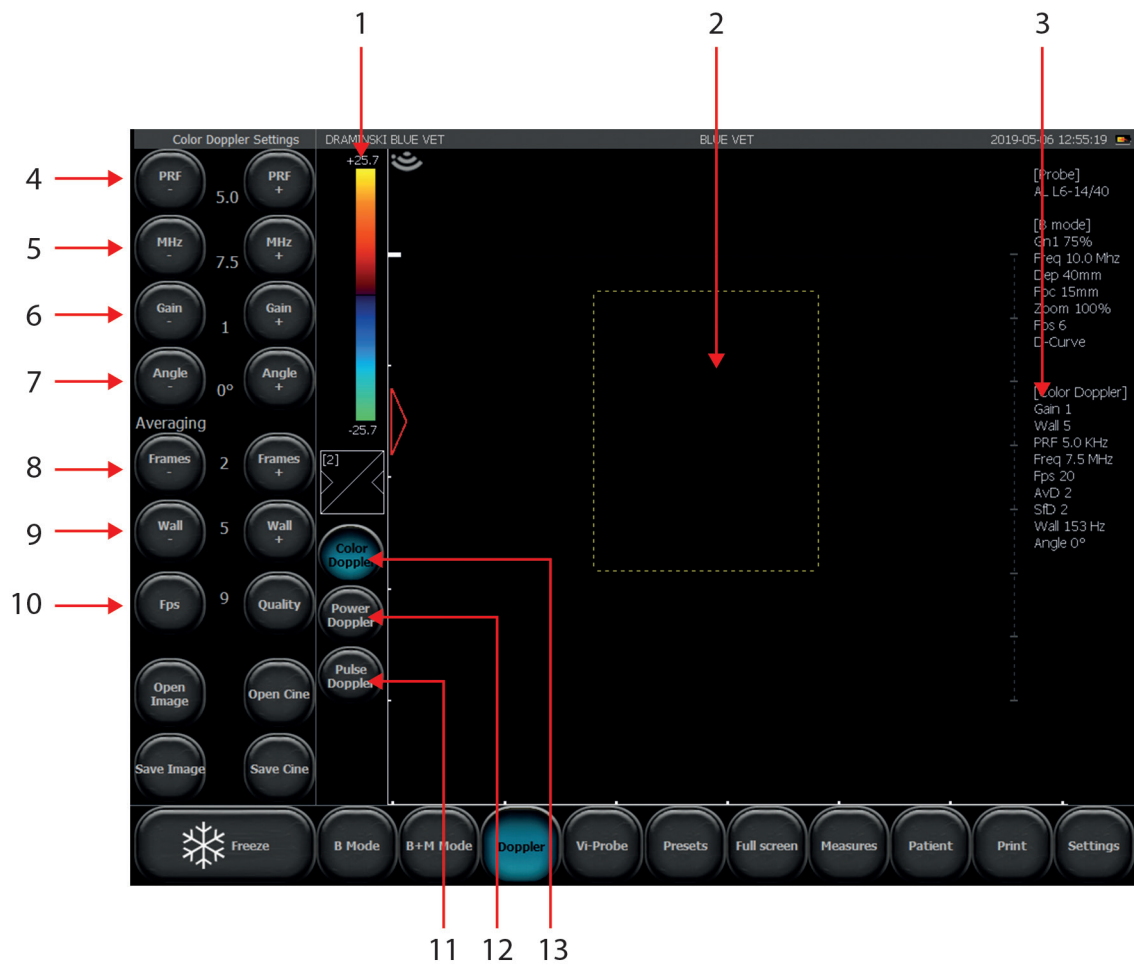 1 2 3
Color Doppler Settings DRAMINSKI BLUE VET BLUE VET 2019-05-06 12:55:19
4
PRF
-
5.0
PRF
+
5
MHz
-
7.5
MHz
+
6
Gain
-
1
Gain
+
7
Angle
-
0°
Angle
+
Averaging
8
Frames
-
2
Frames
+
9
Wall
-
5
Wall
+
10
Fps
9
Quality
Open
Image
Open Cine
Save Image
Save Cine
+25.7
-25.7
[2]
Color
Doppler
Power
Doppler
Pulse
Doppler
[Probe]
AL L6-14/40
[B mode]
Gn1 75%
Freq 10.0 Mhz
Dep 40mm
Foc 15mm
Zoom 100%
Fps 6
D-Curve
[Color Doppler]
Gain 1
Wall 5
PRF 5.0 KHz
Freq 7.5 MHz
Fps 20
AvD 2
SfD 2
Wall 153 Hz
Angle 0°
Freeze
B Mode
B+M Mode
Doppler
Vi-Probe
Presets
Full screen
Measures
Patient
Print
Settings
11 12 13